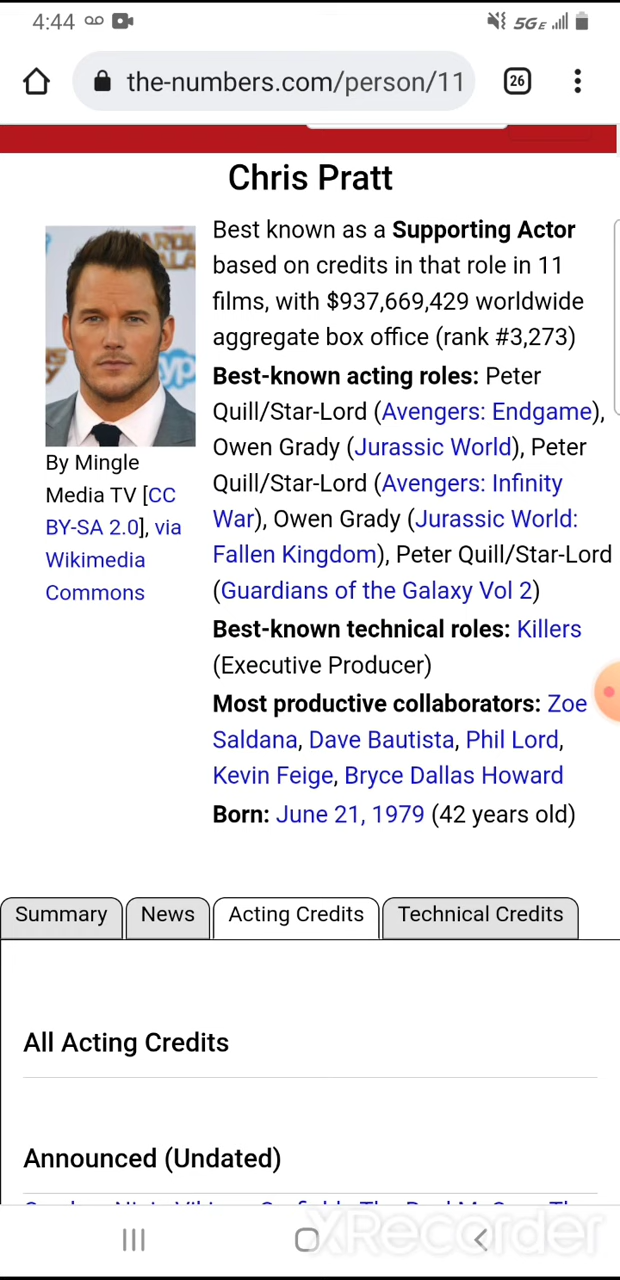 4:44
5GE
the-numbers.com/person/11
26
Chris Pratt
Best known as a Supporting Actor
based on credits in that role in 11
films, with $937,669,429 worldwide
aggregate box office (rank #3,273)
Best-known acting roles: Peter
Quill/Star-Lord (Avengers: Endgame),
Owen Grady (Jurassic World), Peter
Quill/Star-Lord (Avengers: Infinity
War), Owen Grady (Jurassic World:
Fallen Kingdom), Peter Quill/Star-Lord
(Guardians of the Galaxy Vol 2)
Best-known technical roles: Killers
(Executive Producer)
Most productive collaborators: Zoe
Saldana, Dave Bautista, Phil Lord,
Kevin Feige, Bryce Dallas Howard
Born: June 21, 1979 (42 years old)
By Mingle
Media TV [CC
BY-SA 2.0], via
Wikimedia
Commons
Summary
News
Acting Credits
Technical Credits
All Acting Credits
Announced (Undated)
XRecorder